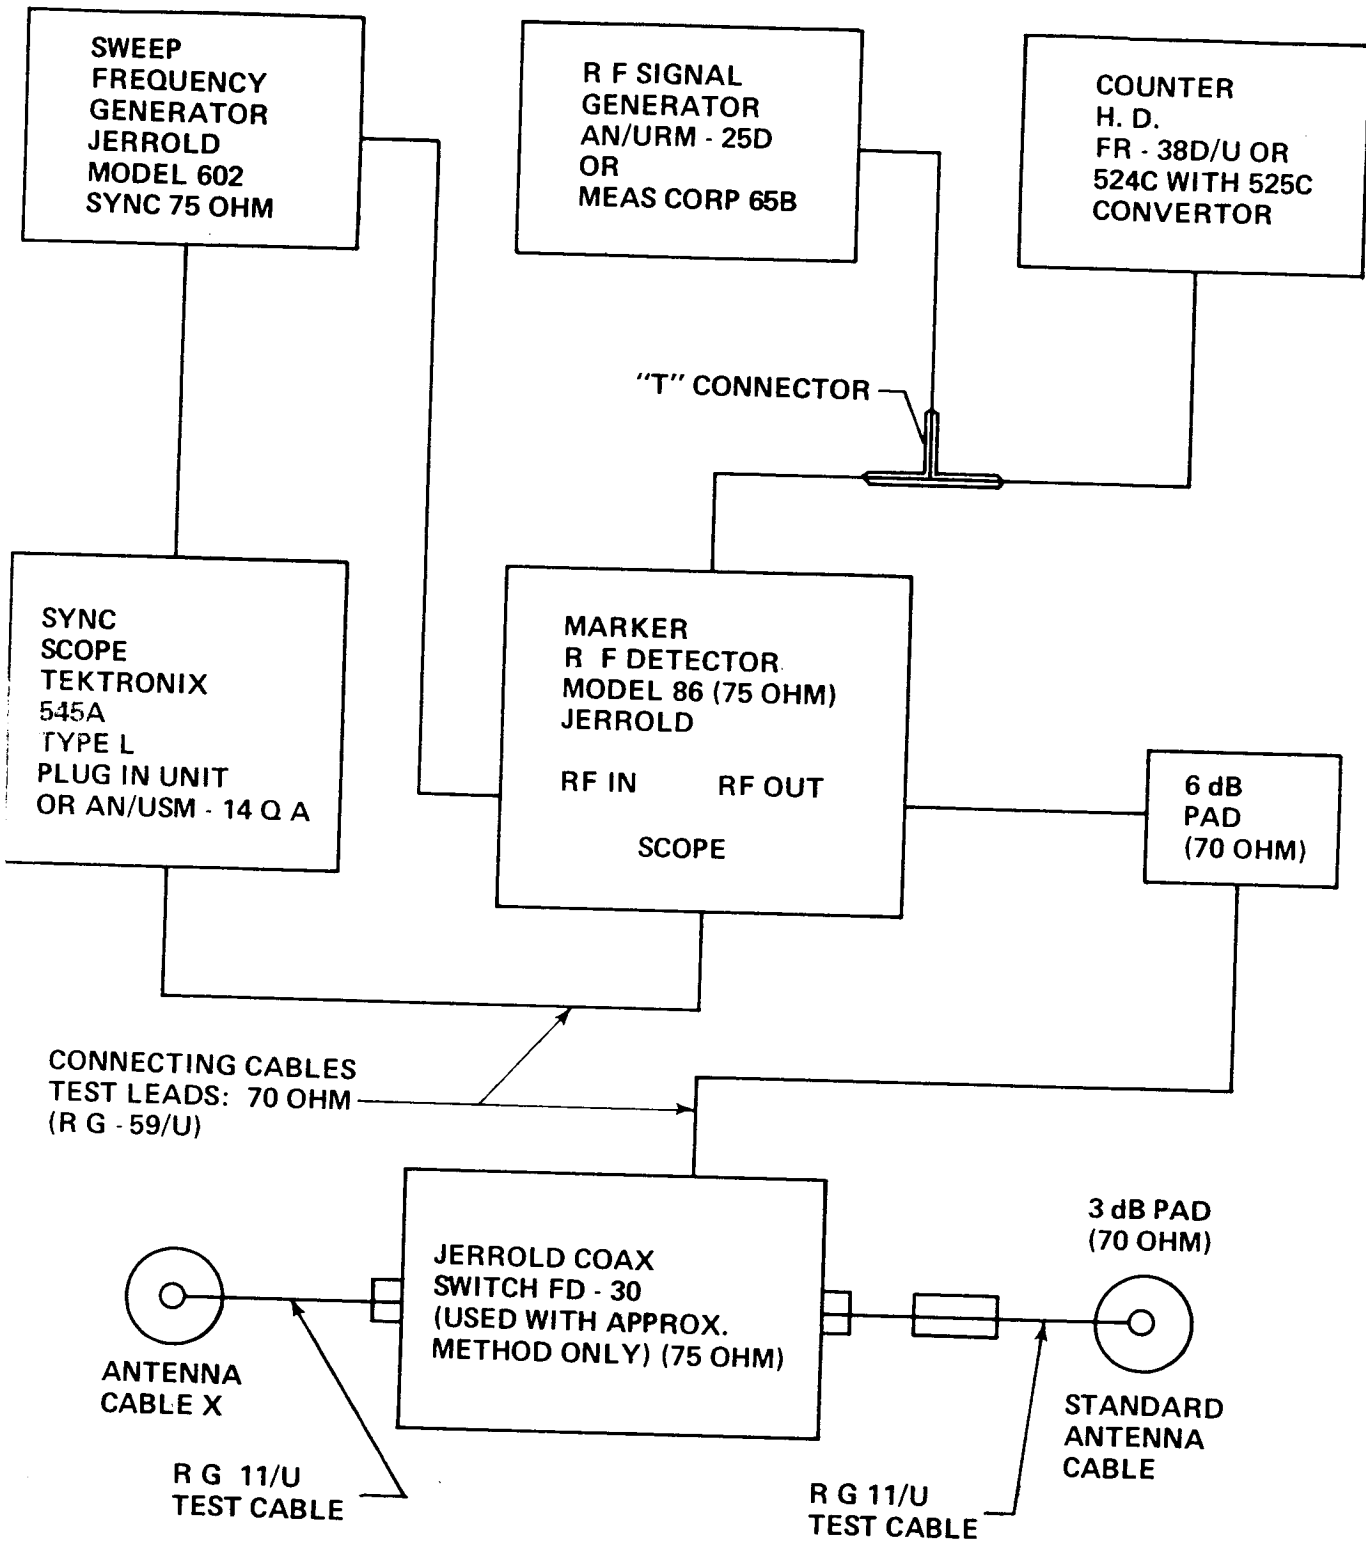 SWEEP
FREQUENCY
GENERATOR
JERROLD
MODEL 602
SYNC 75 OHM
R F SIGNAL
GENERATOR
AN/URM - 25D
OR
MEAS CORP 65B
COUNTER
H. D.
FR - 38D/U OR
524C WITH 525C
CONVERTOR
"T" CONNECTOR
SYNC
SCOPE
TEKTRONIX
545A
TYPE L
PLUG IN UNIT
OR AN/USM - 14 Q A
MARKER
R F DETECTOR
MODEL 86 (75 OHM)
JERROLD
RF IN RF OUT
SCOPE
6 dB
PAD
(70 OHM)
CONNECTING CABLES
TEST LEADS: 70 OHM
(R G - 59/U)
JERROLD COAX
SWITCH FD - 30
(USED WITH APPROX.
METHOD ONLY) (75 OHM)
3 dB PAD
(70 OHM)
ANTENNA
CABLE X
R G 11/U
TEST CABLE
STANDARD
ANTENNA
CABLE
R G 11/U
TEST CABLE